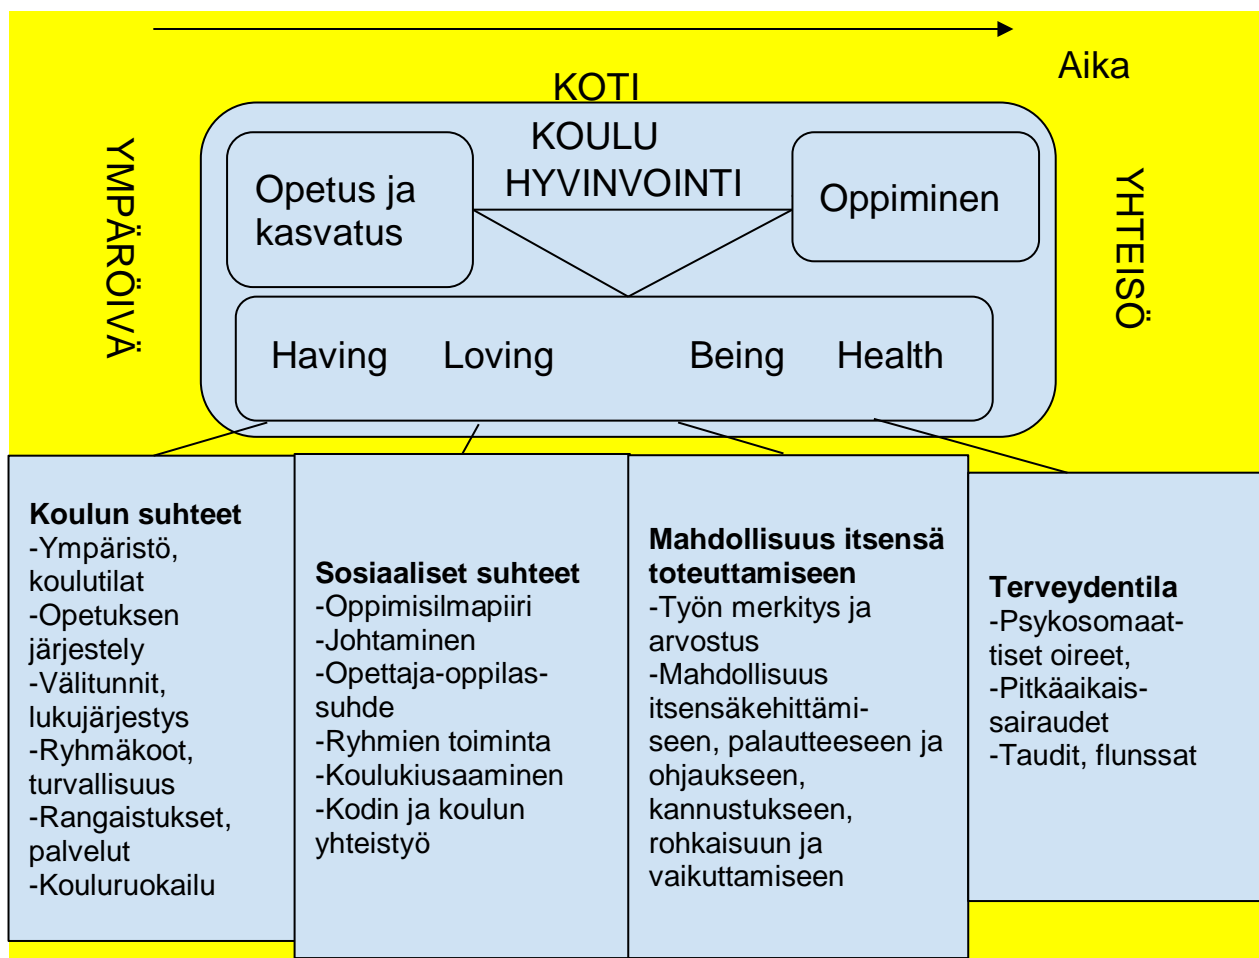 Aika
KOTI
YMPÄRÖIVÄ
KOULU
HYVINVOINTI
YHTEISÖ
Opetus ja
kasvatus
Oppiminen
Having Loving Being Health
Koulun suhteet
-Ympäristö,
koulutilat
-Opetuksen
järjestely
-Välitunnit,
lukujärjestys
-Ryhmäkoot,
turvallisuus
-Rangaistukset,
palvelut
-Kouluruokailu
Sosiaaliset suhteet
-Oppimisilmapiiri
-Johtaminen
-Opettaja-oppilas-
suhde
-Ryhmien toiminta
-Koulukiusaaminen
-Kodin ja koulun
yhteistyö
Mahdollisuus itsensä
toteuttamiseen
-Työn merkitys ja
arvostus
-Mahdollisuus
itsensäkehittämi-
seen, palautteeseen ja
ohjaukseen,
kannustukseen,
rohkaisuun ja
vaikuttamiseen
Terveydentila
-Psykosomaat-
tiset oireet,
-Pitkäaikais-
sairaudet
-Taudit, flunssat